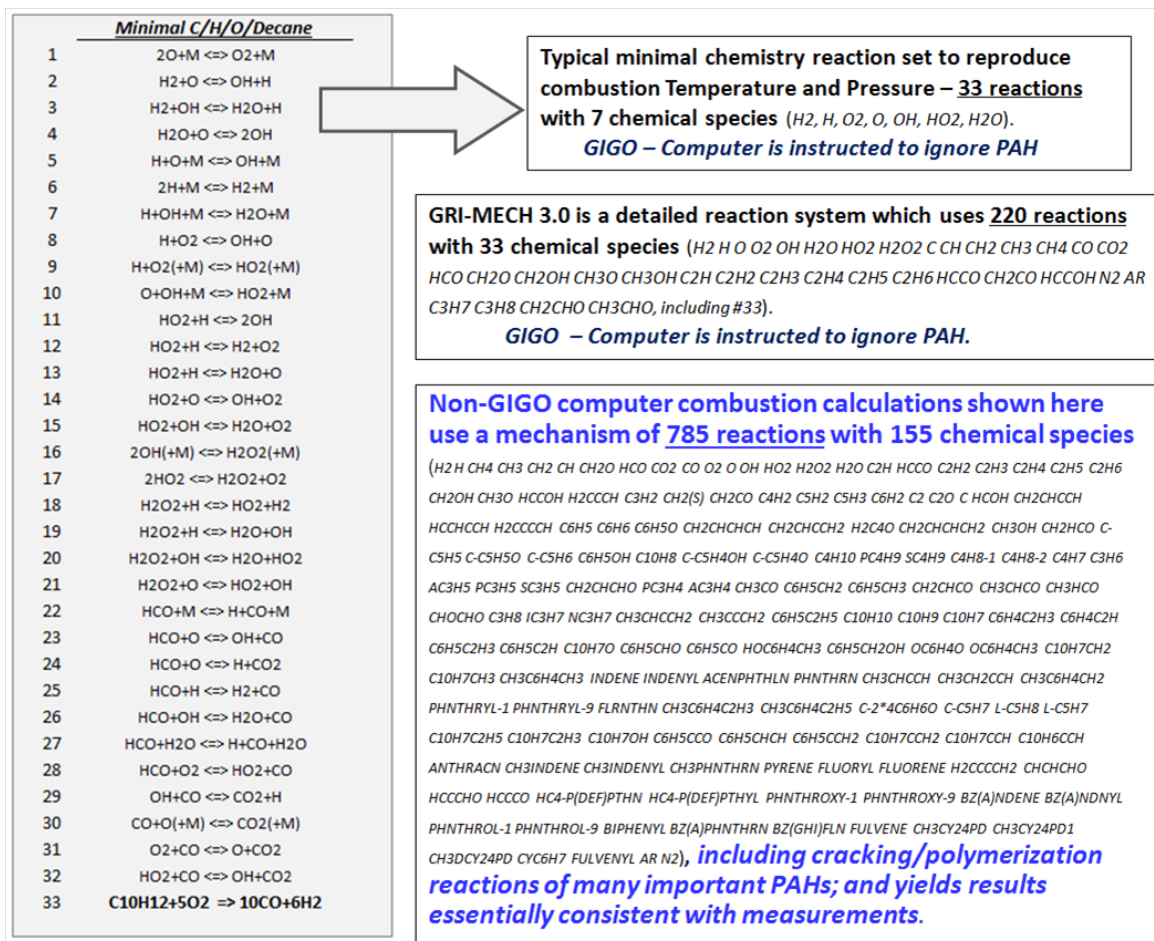 Minimal C/H/O/Decane
1 2O+M <=> O2+M
2 H2+O <=> OH+H
3 H2+OH <=> H2O+H
4 H2O+O <=> 2OH
5 H+O+M <=> OH+M
6 2H+M <=> H2+M
7 H+OH+M <=> H2O+M
8 H+O2 <=> OH+O
9 H+O2(+M) <=> HO2(+M)
10 O+OH+M <=> HO2+M
11 HO2+H <=> 2OH
12 HO2+H <=> H2+O2
13 HO2+H <=> H2O+O
14 HO2+O <=> OH+O2
15 HO2+OH <=> H2O+O2
16 2OH(+M) <=> H2O2(+M)
17 2HO2 <=> H2O2+O2
18 H2O2+H <=> HO2+H2
19 H2O2+H <=> H2O+OH
20 H2O2+OH <=> H2O+HO2
21 H2O2+O <=> HO2+OH
22 HCO+M <=> H+CO+M
23 HCO+O <=> OH+CO
24 HCO+O <=> H+CO2
25 HCO+H <=> H2+CO
26 HCO+OH <=> H2O+CO
27 HCO+H2O <=> H+CO+H2O
28 HCO+O2 <=> HO2+CO
29 OH+CO <=> CO2+H
30 CO+O(+M) <=> CO2(+M)
31 O2+CO <=> O+CO2
32 HO2+CO <=> OH+CO2
33 C10H12+5O2 => 10CO+6H2
Typical minimal chemistry reaction set to reproduce
combustion Temperature and Pressure – 33 reactions
with 7 chemical species (H2, H, O2, O, OH, HO2, H2O).
GIGO – Computer is instructed to ignore PAH
GRI-MECH 3.0 is a detailed reaction system which uses 220 reactions
with 33 chemical species (H2 H O O2 OH H2O HO2 H2O2 C CH CH2 CH3 CH4 CO CO2
HCO CH2O CH2OH CH3O CH3OH C2H C2H2 C2H3 C2H4 C2H5 C2H6 HCCO CH2CO HCCOH N2 AR
C3H7 C3H8 CH2CHO CH3CHO, including #33).
GIGO – Computer is instructed to ignore PAH.
Non-GIGO computer combustion calculations shown here
use a mechanism of 785 reactions with 155 chemical species
(H2 H CH4 CH3 CH2 CH CH2O HCO CO2 CO O2 O OH HO2 H2O2 H2O C2H HCCO C2H2 C2H3 C2H4 C2H5 C2H6
CH2OH CH3O HCCOH H2CCCH C3H2 CH2(S) CH2CO C4H2 C5H2 C5H3 C6H2 C2 C2O C HCOH CH2CHCCH
HCCHCCH H2CCCCH C6H5 C6H6 C6H5O CH2CHCHCH CH2CHCCH2 H2C4O CH2CHCHCH2 CH3OH CH2HCO C-
C5H5 C-C5H5O C-C5H6 C6H5OH C10H8 C-C5H4OH C-C5H4O C4H10 PC4H9 SC4H9 C4H8-1 C4H8-2 C4H7 C3H6
AC3H5 PC3H5 SC3H5 CH2CHCHO PC3H4 AC3H4 CH3CO C6H5CH2 C6H5CH3 CH2CHCO CH3CHCO CH3HCO
CHOCHO C3H8 IC3H7 NC3H7 CH3CHCCH2 CH3CCCH2 C6H5C2H5 C10H10 C10H9 C10H7 C6H4C2H3 C6H4C2H
C6H5C2H3 C6H5C2H C10H7O C6H5CHO C6H5CO HOC6H4CH3 C6H5CH2OH OC6H4O OC6H4CH3 C10H7CH2
C10H7CH3 CH3C6H4CH3 INDENE INDENYL ACENPHTHLN PHNTHRN CH3CHCCH CH3CH2CCH CH3C6H4CH2
PHNTHRYL-1 PHNTHRYL-9 FLRNTHN CH3C6H4C2H3 CH3C6H4C2H5 C-2*4C6H6O C-C5H7 L-C5H8 L-C5H7
C10H7C2H5 C10H7C2H3 C10H7OH C6H5CCO C6H5CHCH C6H5CCH2 C10H7CCH2 C10H7CCH C10H6CCH
ANTHRACN CH3INDENE CH3INDENYL CH3PHNTHRN PYRENE FLUORYL FLUORENE H2CCCCH2 CHCHCHO
HCCCHO HCCCO HC4-P(DEF)PTHN HC4-P(DEF)PTHYL PHNTHROXY-1 PHNTHROXY-9 BZ(A)NDENE BZ(A)NDNYL
PHNTHROL-1 PHNTHROL-9 BIPHENYL BZ(A)PHNTHRN BZ(GHI)FLN FULVENE CH3CY24PD CH3CY24PD1
CH3DCY24PD CYC6H7 FULVENYL AR N2), including cracking/polymerization
reactions of many important PAHs; and yields results
essentially consistent with measurements.